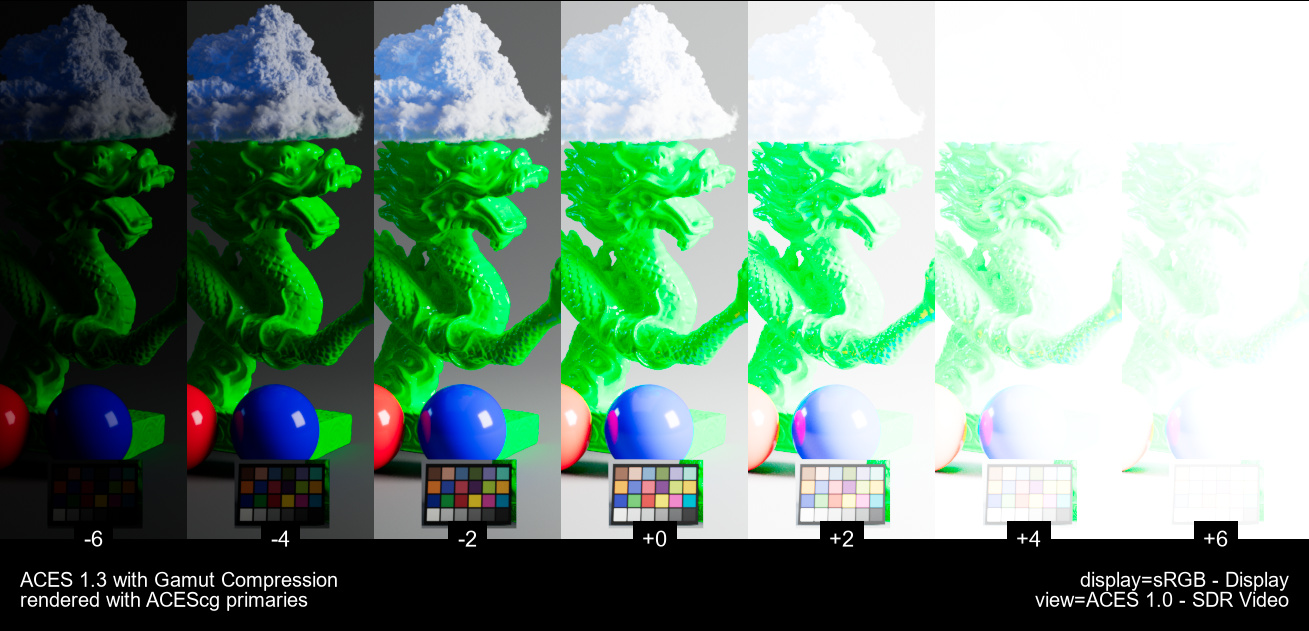 -6
-4
-2
+0
+2
+4
+6
ACES 1.3 with Gamut Compression
rendered with ACEScg primaries
display=sRGB - Display
view=ACES 1.0 - SDR Video